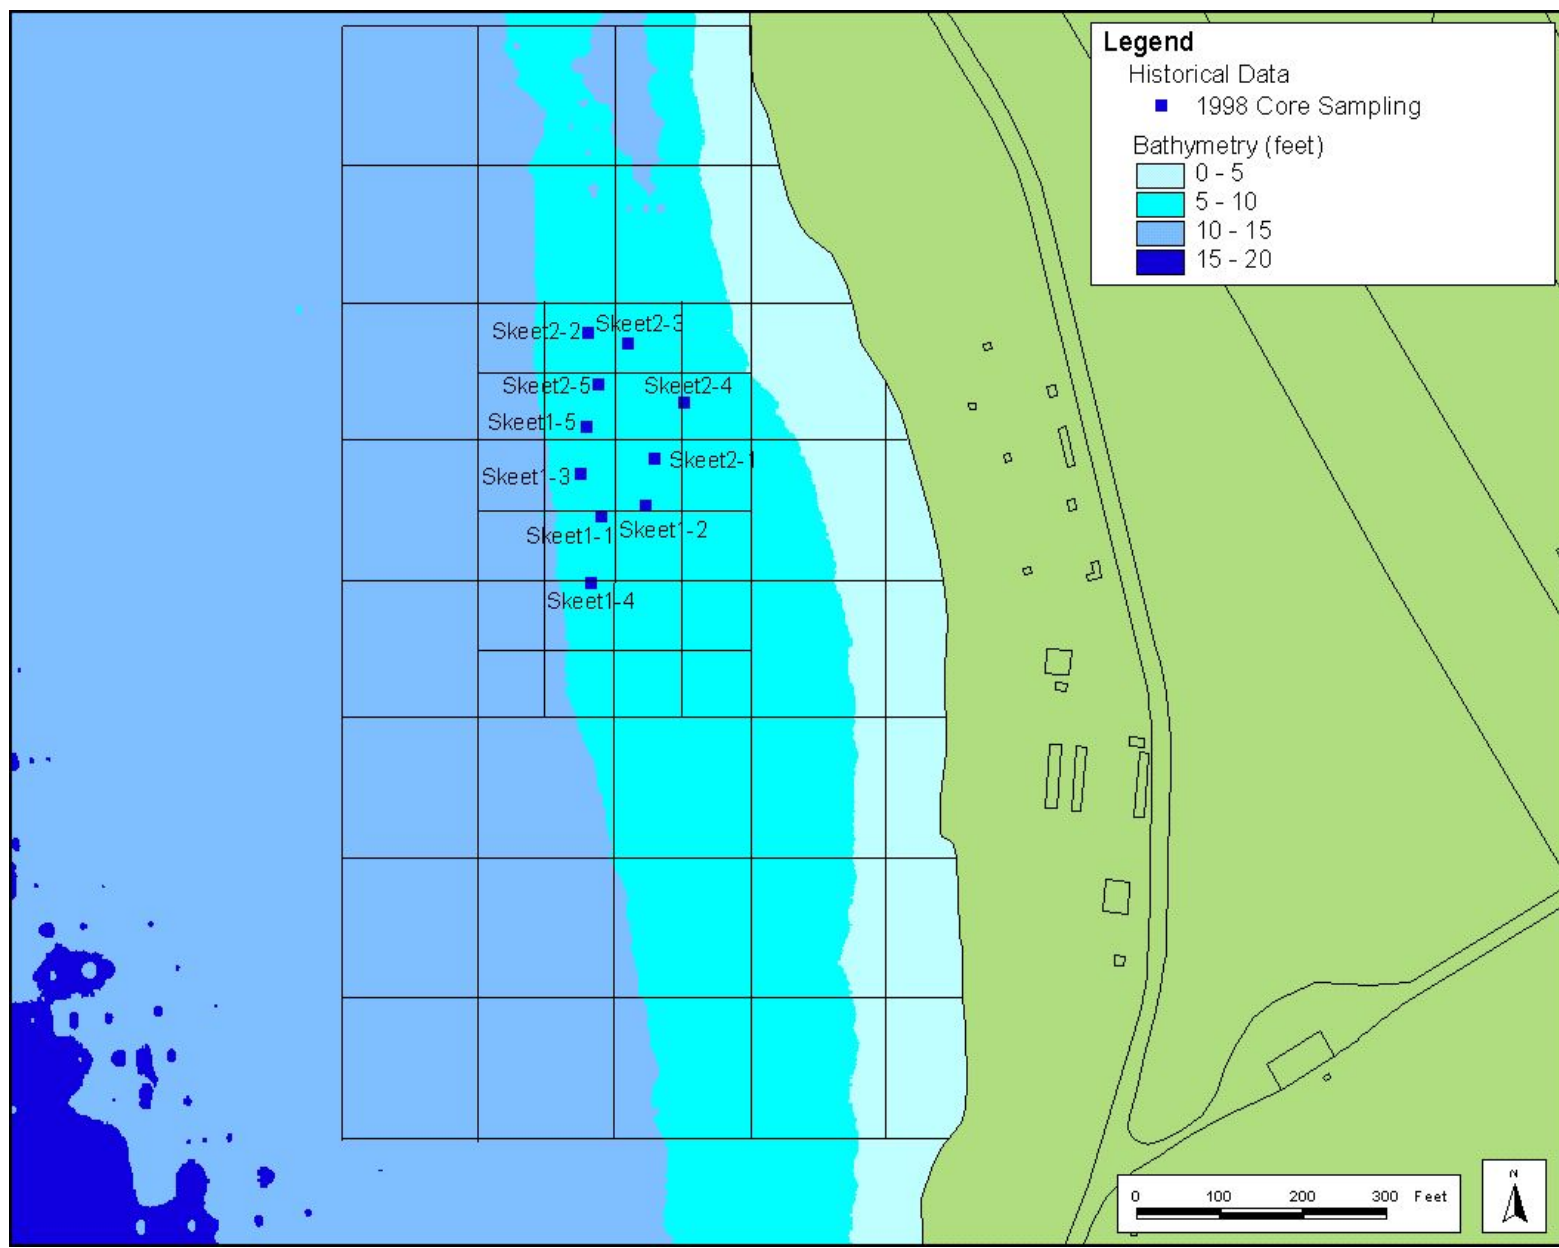 Legend
Historical Data
1998 Core Sampling
Bathymetry (feet)
0 - 5
5 - 10
10 - 15
15 - 20
Skeet2-2
Skeet2-3
Skeet2-5
Skeet2-4
Skeet1-5
Skeet2-1
Skeet1-3
Skeet1-1
Skeet1-2
Skeet1-4
N
0 100 200 300 Feet